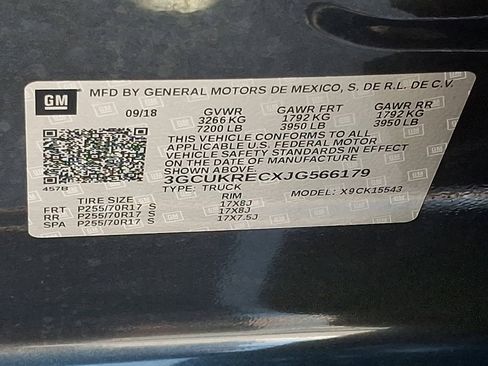 GM MFD BY GENERAL MOTORS DE MEXICO, S. DE R.L. DE C.V.
09/18 GVWR GAWR FRT GAWR RR
3266 KG 1792 KG 1792 KG
7200 LB 3950 LB 3950 LB
THIS VEHICLE CONFORMS TO ALL
APPLICABLE U.S. FEDERAL MOTOR
VEHICLE SAFETY STANDARDS IN EFFECT
ON THE DATE OF MANUFACTURE
SHOWN ABOVE.
3GCUKRECXJG566179
457B TYPE: TRUCK MODEL: X9CK15543
TIRE SIZE RIM
FRT P255/70R17 S 17X8J
RR P255/70R17 S 17X8J
SPA P255/70R17 S 17X7.5J